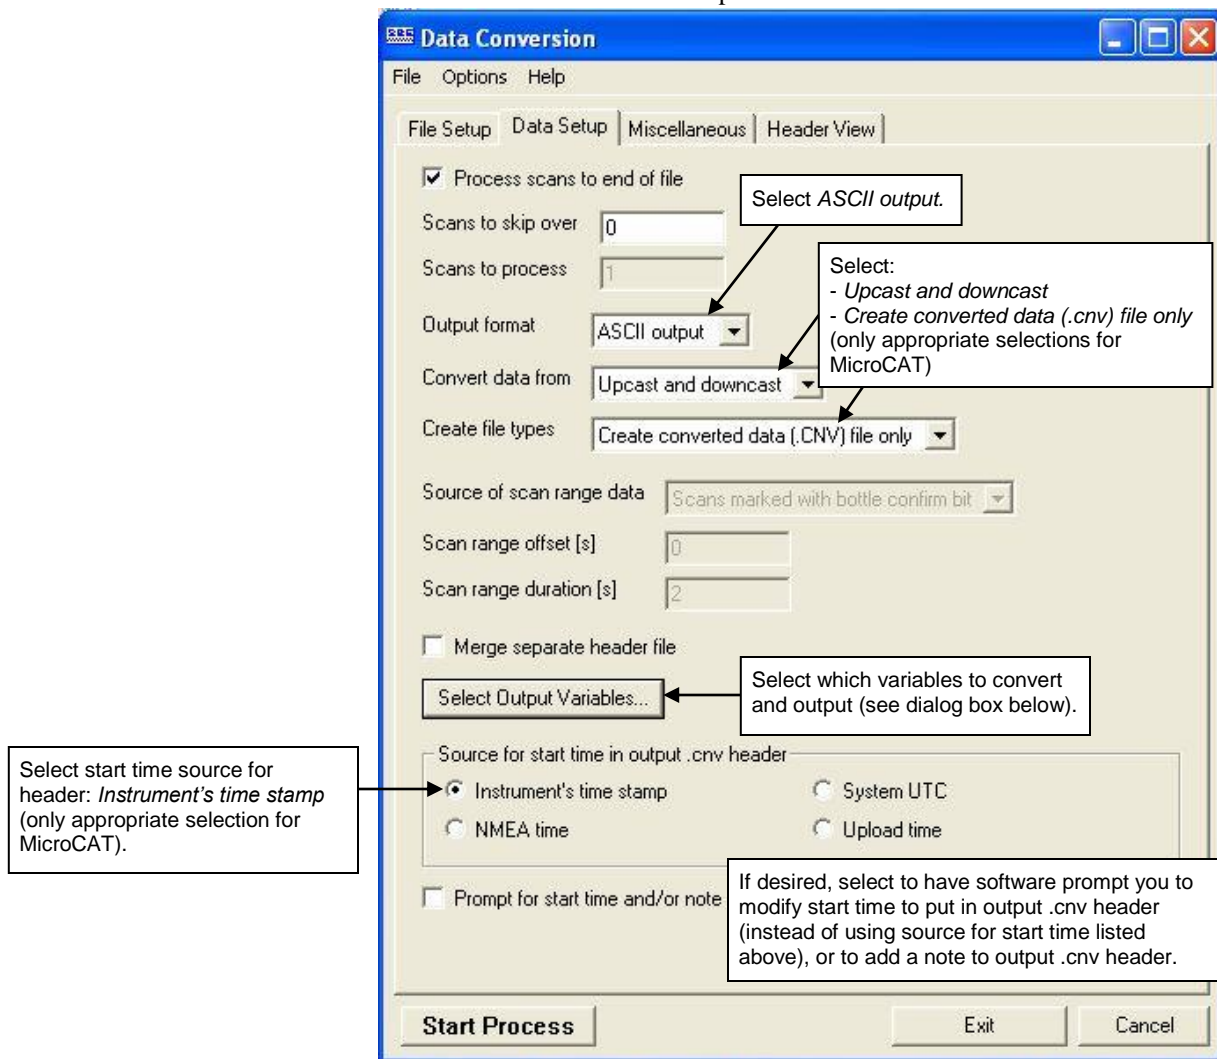 Data Conversion
File Options Help
File Setup Data Setup Miscellaneous Header View
Process scans to end of file
Select ASCII output.
Scans to skip over 0
Scans to process 1
Select:
- Upcast and downcast
- Create converted data (.cnv) file only
(only appropriate selections for
MicroCAT)
Output format ASCII output
Convert data from Upcast and downcast
Create file types Create converted data (.CNV) file only
Source of scan range data Scans marked with bottle confirm bit
Scan range offset [s] 0
Scan range duration [s] 2
Merge separate header file
Select Output Variables...
Select which variables to convert
and output (see dialog box below).
Source for start time in output .cnv header
Select start time source for
header: Instrument's time stamp
(only appropriate selection for
MicroCAT).
Instrument's time stamp System UTC
NMEA time Upload time
Prompt for start time and/or note
If desired, select to have software prompt you to
modify start time to put in output .cnv header
(instead of using source for start time listed
above), or to add a note to output .cnv header.
Start Process Exit Cancel